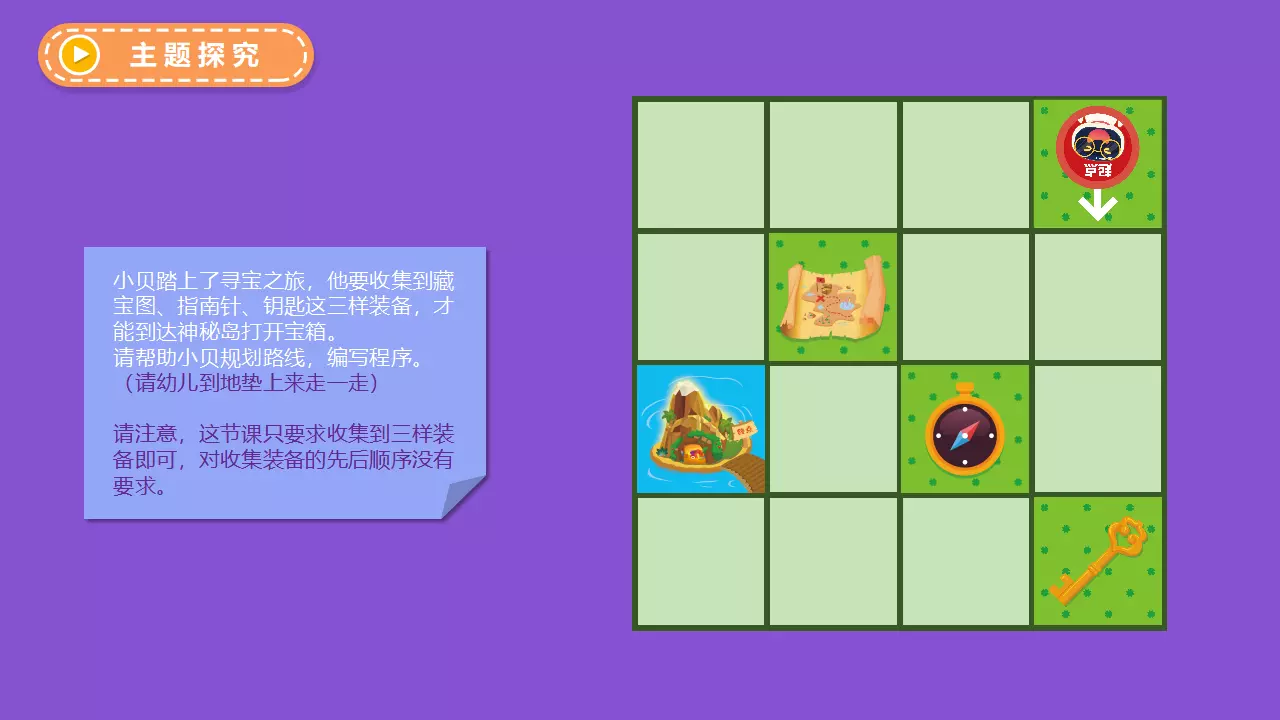 主题探究
小贝踏上了寻宝之旅，他要收集到藏
宝图、指南针、钥匙这三样装备，才
能到达神秘岛打开宝箱。
请帮助小贝规划路线，编写程序。
（请幼儿到地垫上来走一走）
请注意，这节课只要求收集到三样装
备即可，对收集装备的先后顺序没有
要求。
起点
终点